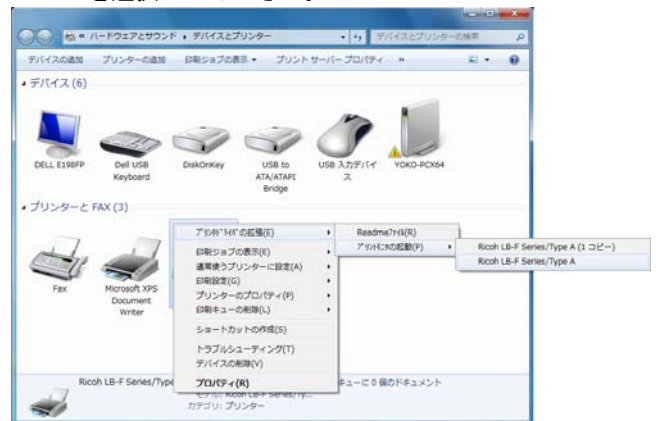 ハードウェアとサウンド ▸ デバイスとプリンター
デバイスとプリンターの検索
デバイスの追加 プリンターの追加 印刷ジョブの表示 プリント サーバー プロパティ »
デバイス (6)
DELL E198FP
Dell USB Keyboard
DiskOnKey
USB to ATA/ATAPI Bridge
USB 入力デバイス
YOKO-PCX64
プリンターと FAX (3)
Fax
Microsoft XPS Document Writer
ﾌﾟﾘﾝﾀﾄﾞﾗｲﾊﾞの拡張(E)
印刷ジョブの表示(E)
通常使うプリンターに設定(A)
印刷設定(G)
プリンターのプロパティ(P)
印刷キューの削除(L)
ショートカットの作成(S)
トラブルシューティング(T)
デバイスの削除(V)
プロパティ(R)
Readmeﾌｧｲﾙ(R)
ﾌﾟﾘﾝﾄﾓﾆﾀの起動(P)
Ricoh LB-F Series/Type A (1 コピー)
Ricoh LB-F Series/Type A
Ricoh LB-F Series/Type
キューに 0 個のドキュメント
モデル: Ricoh LB-F Series/Ty...
カテゴリ: プリンター